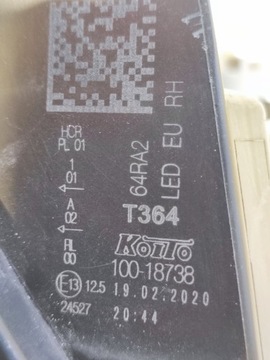 64RA2
LED EU RH
HCR
PL 01
1
01
A
02
RL
00
T364
KOITO
100-18738
E13 12.5 19.02.2020
24527 20:44